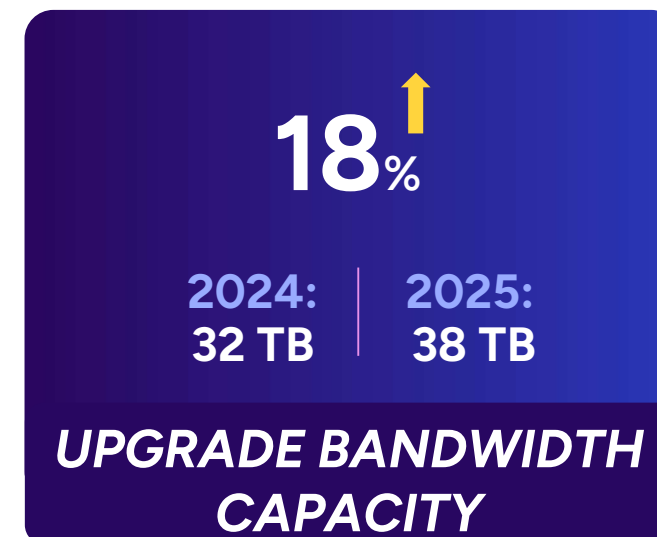 18%
2024: 2025:
32 TB 38 TB
UPGRADE BANDWIDTH
CAPACITY